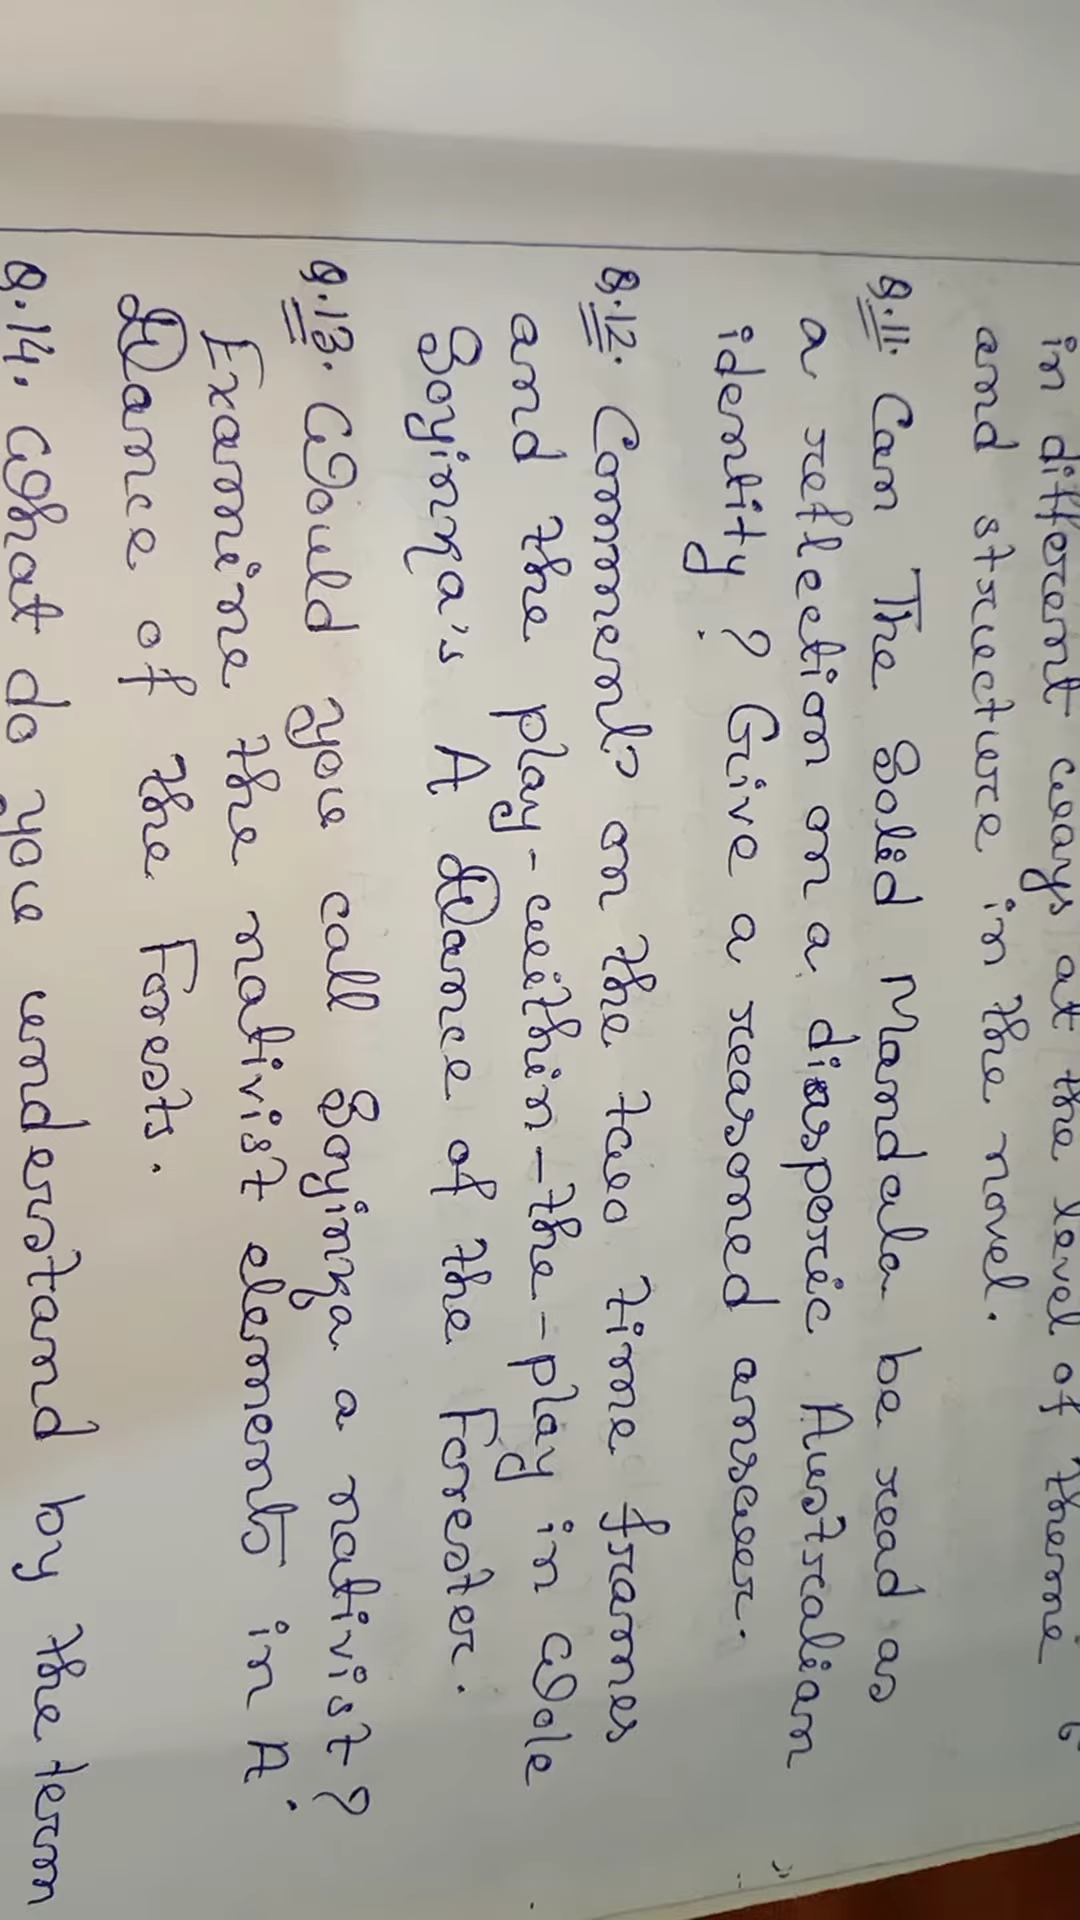 in different ways at the level of theme
and structure in the novel.
Q.11. Can The Solid Mandala be read as
a reflection on a diasporic Australian
identity? Give a reasoned answer.
Q.12. Comments on the two time frames
and the play-within-the-play in Wole
Soyinka's A Dance of the Forester.
Q.13. Would you call Soyinka a nativist?
Examine the nativist elements in A
Dance of the Forests.
Q.14. What do you understand by the term